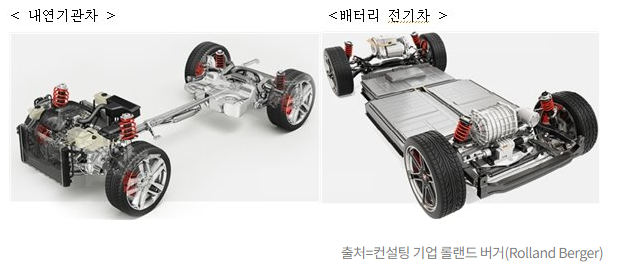 < 내연기관차 >
<배터리 전기차 >
출처=컨설팅 기업 롤랜드 버거(Rolland Berger)